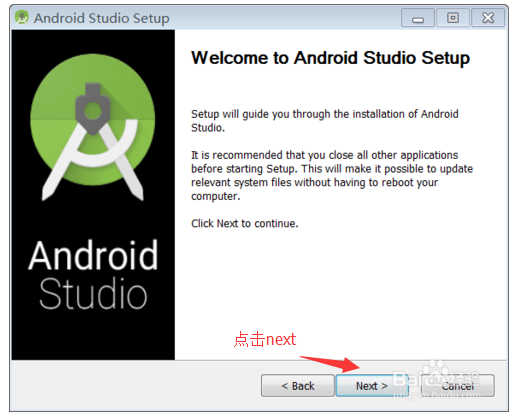 Android Studio Setup
Welcome to Android Studio Setup
Setup will guide you through the installation of Android
Studio.
It is recommended that you close all other applications
before starting Setup. This will make it possible to update
relevant system files without having to reboot your
computer.
Click Next to continue.
Android
Studio
点击next
< Back
Next >
Cancel
Bai 经验